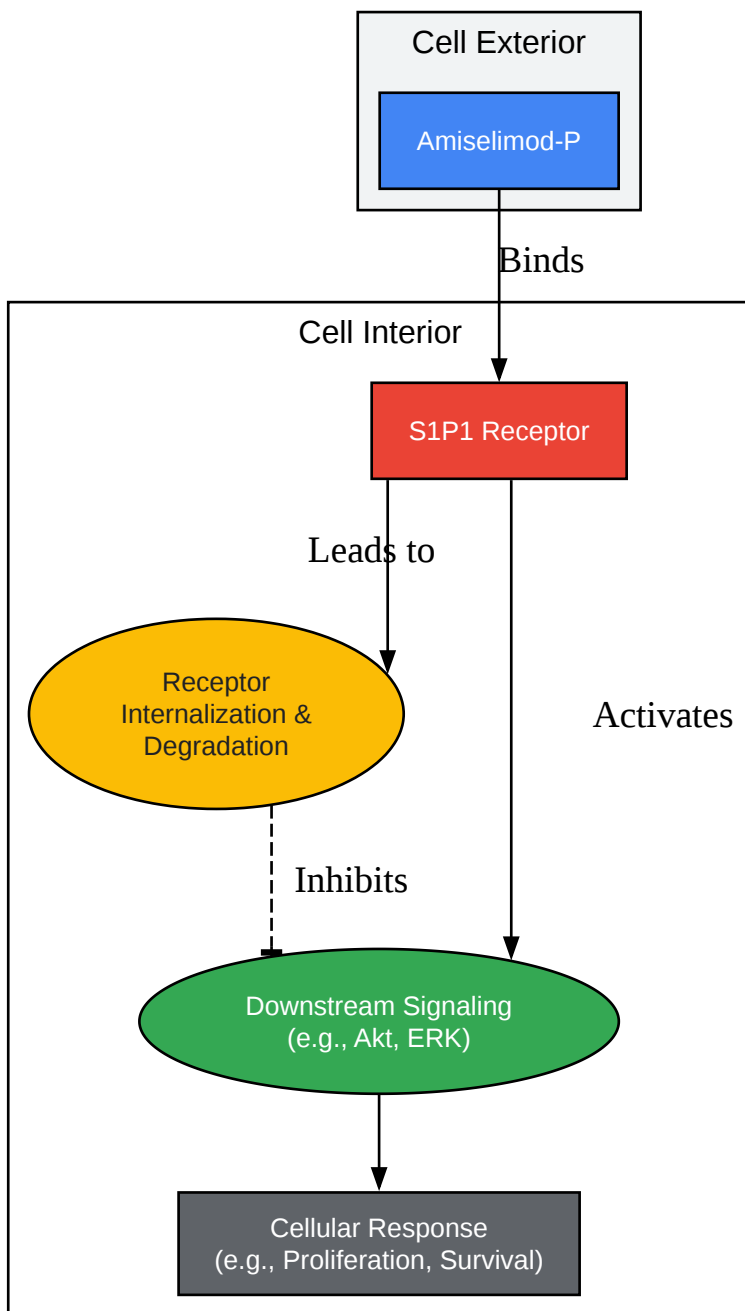 Cell Exterior
Amiselimod-P
Binds
Cell Interior
S1P1 Receptor
Leads to
Receptor
Internalization &
Degradation
Activates
Inhibits
Downstream Signaling
(e.g., Akt, ERK)
Cellular Response
(e.g., Proliferation, Survival)